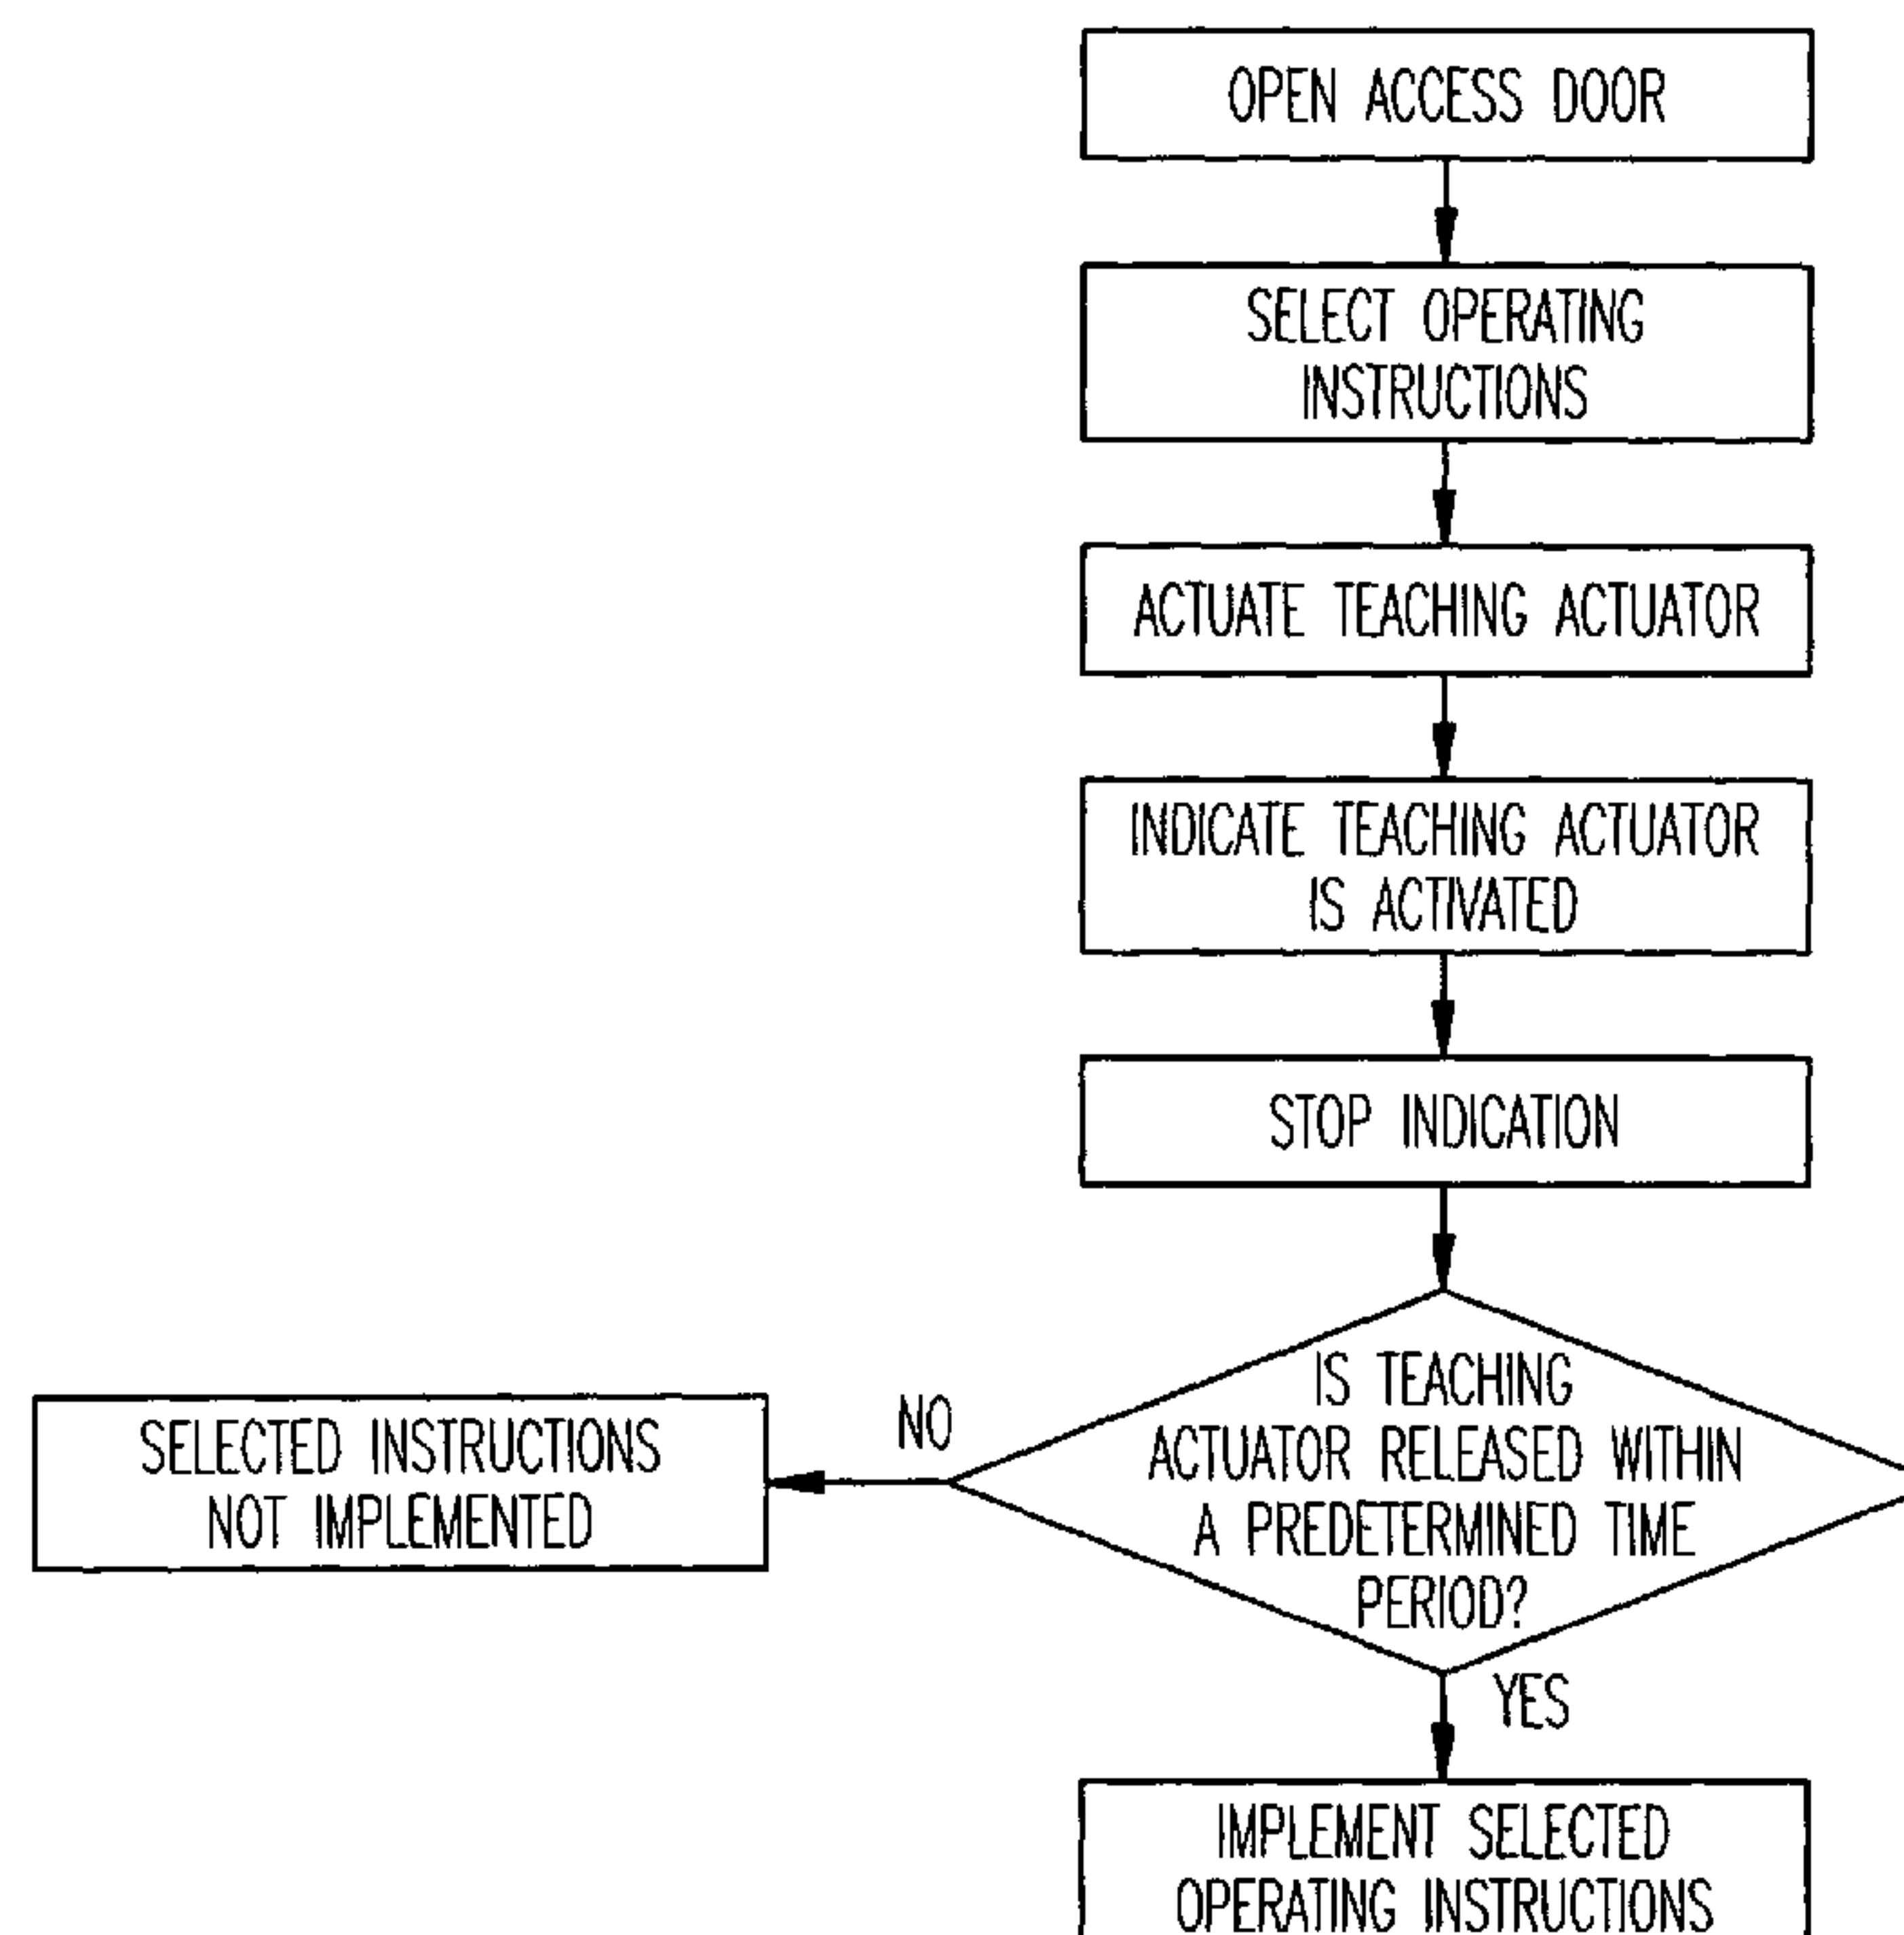 OPEN ACCESS DOOR
SELECT OPERATING
INSTRUCTIONS
ACTUATE TEACHING ACTUATOR
INDICATE TEACHING ACTUATOR
IS ACTIVATED
STOP INDICATION
IS TEACHING
ACTUATOR RELEASED WITHIN
A PREDETERMINED TIME
PERIOD?
NO
SELECTED INSTRUCTIONS
NOT IMPLEMENTED
YES
IMPLEMENT SELECTED
OPERATING INSTRUCTIONS